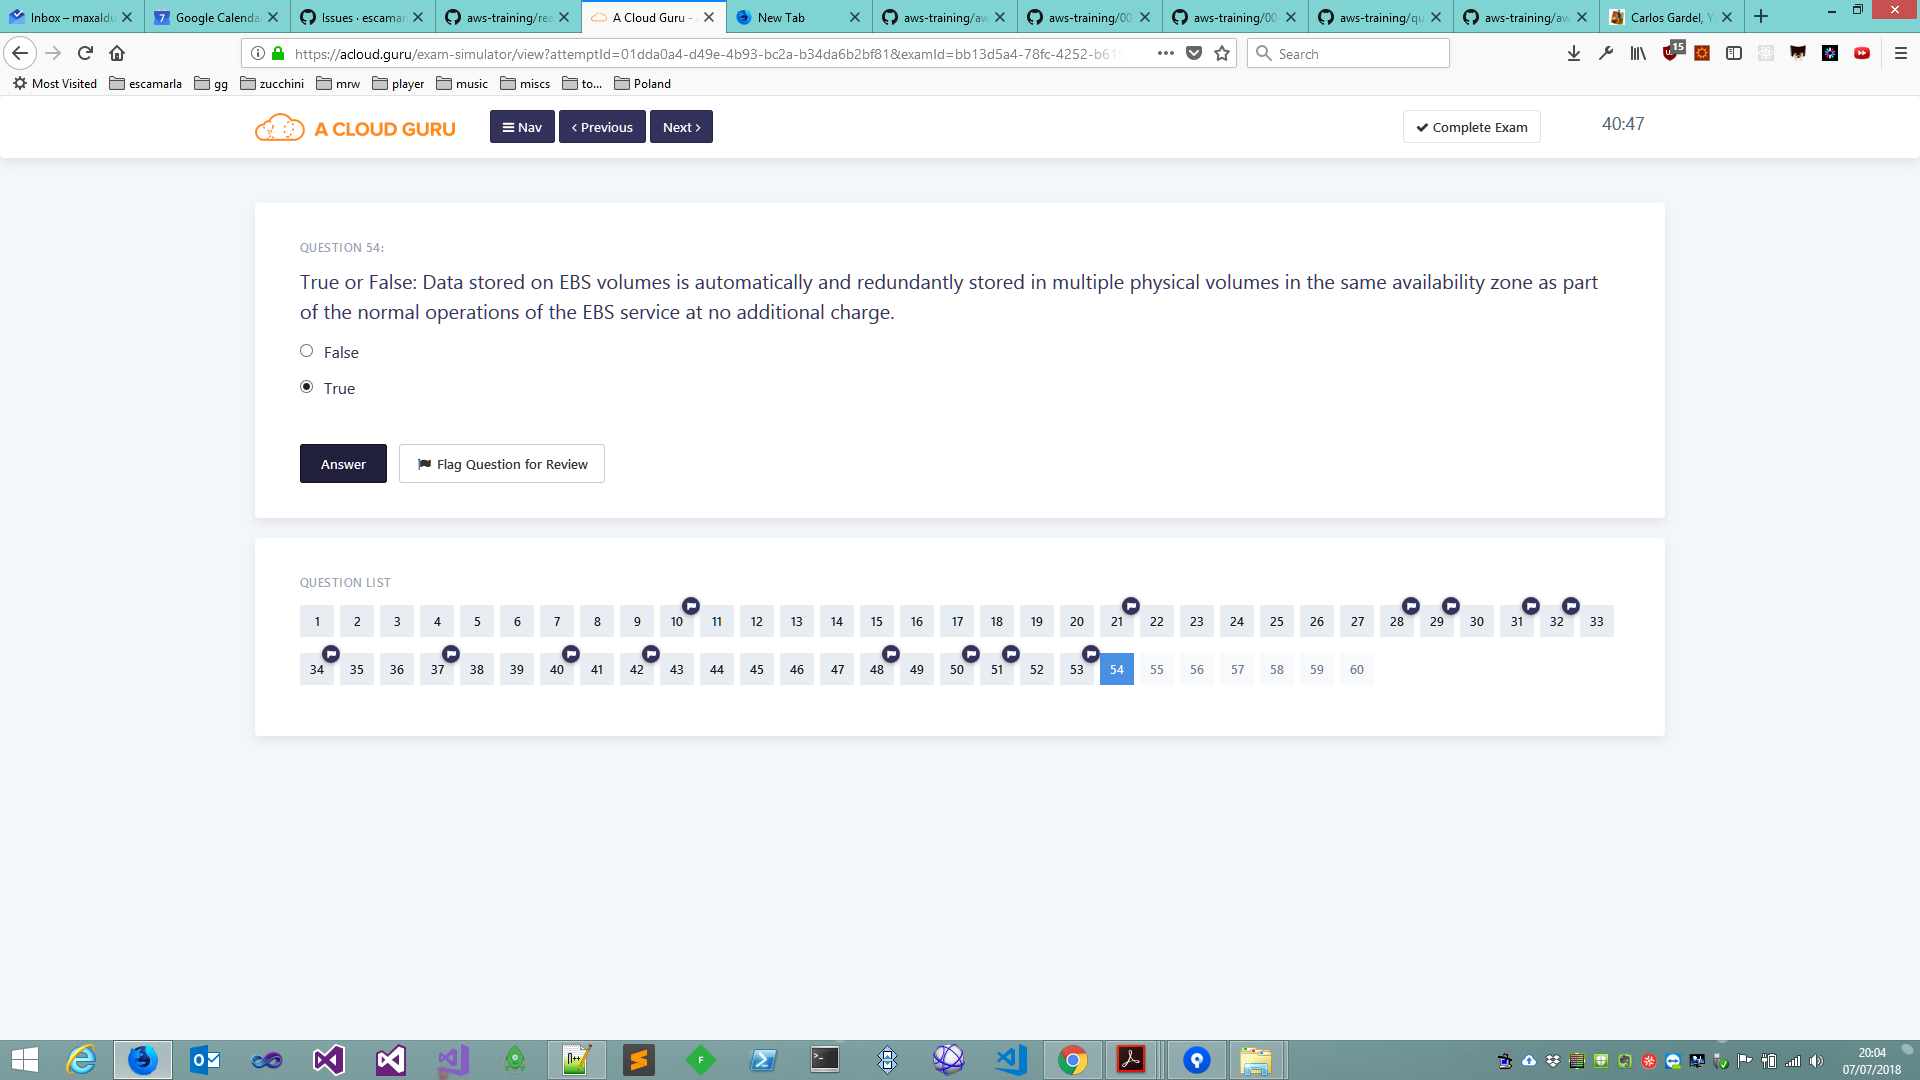 Inbox – maxaldu
7 Google Calenda
Issues · escamar
aws-training/rea
A Cloud Guru - A
New Tab
aws-training/aw
aws-training/00
aws-training/00
aws-training/qu
aws-training/aw
Carlos Gardel, Y
https://acloud.guru/exam-simulator/view?attemptId=01dda0a4-d49e-4b93-bc2a-b34da6b2bf81&examId=bb13d5a4-78fc-4252-b61
Search
15
Most Visited escamarla gg zucchini mrw player music miscs to... Poland
A CLOUD GURU
Nav
Previous
Next
Complete Exam
40:47
QUESTION 54:
True or False: Data stored on EBS volumes is automatically and redundantly stored in multiple physical volumes in the same availability zone as part
of the normal operations of the EBS service at no additional charge.
False
True
Answer
Flag Question for Review
QUESTION LIST
1 2 3 4 5 6 7 8 9 10 11 12 13 14 15 16 17 18 19 20 21 22 23 24 25 26 27 28 29 30 31 32 33
34 35 36 37 38 39 40 41 42 43 44 45 46 47 48 49 50 51 52 53 54 55 56 57 58 59 60
20:04
07/07/2018